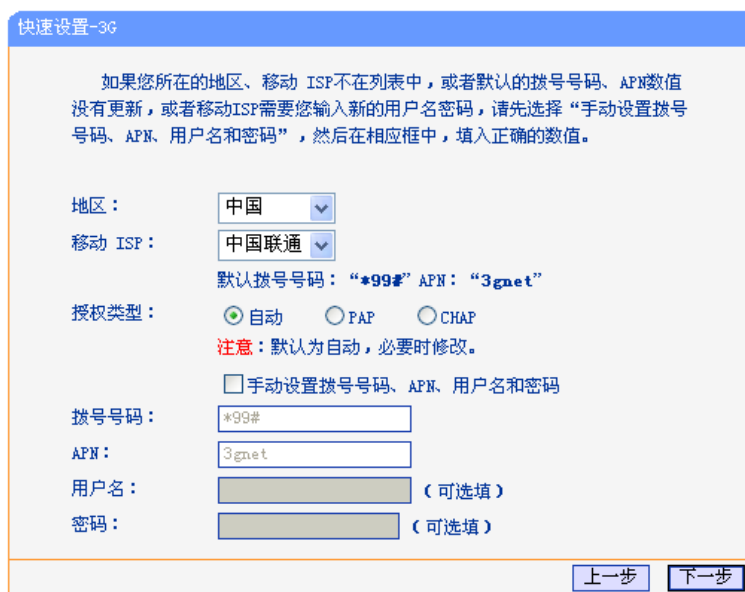 快速设置-3G
如果您所在的地区、移动 ISP不在列表中，或者默认的拨号号码、APN数值
没有更新，或者移动ISP需要您输入新的用户名密码，请先选择“手动设置拨号
号码、APN、用户名和密码”，然后在相应框中，填入正确的数值。
地区： 中国
移动 ISP： 中国联通
默认拨号号码：“*99#” APN：“3gnet”
授权类型： 自动 PAP CHAP
注意：默认为自动，必要时修改。
手动设置拨号号码、APN、用户名和密码
拨号号码： *99#
APN： 3gnet
用户名： （可选填）
密码： （可选填）
上一步 下一步